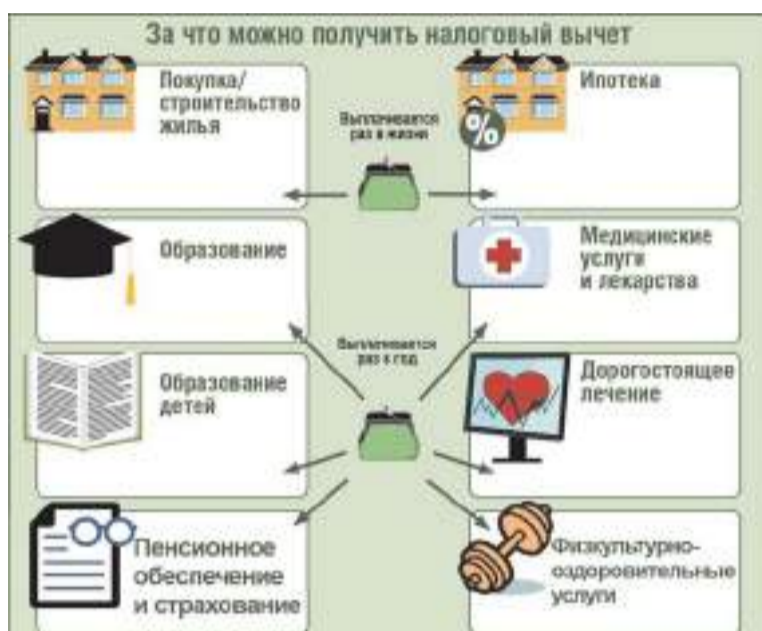 За что можно получить налоговый вычет
Покупка/
строительство
жилья
Выплачивается
раз в жизни
Ипотека
%
Образование
Медицинские
услуги
и лекарства
Выплачивается
раз в год
Образование
детей
Дорогостоящее
лечение
Пенсионное
обеспечение
и страхование
Физкультурно-
оздоровительные
услуги